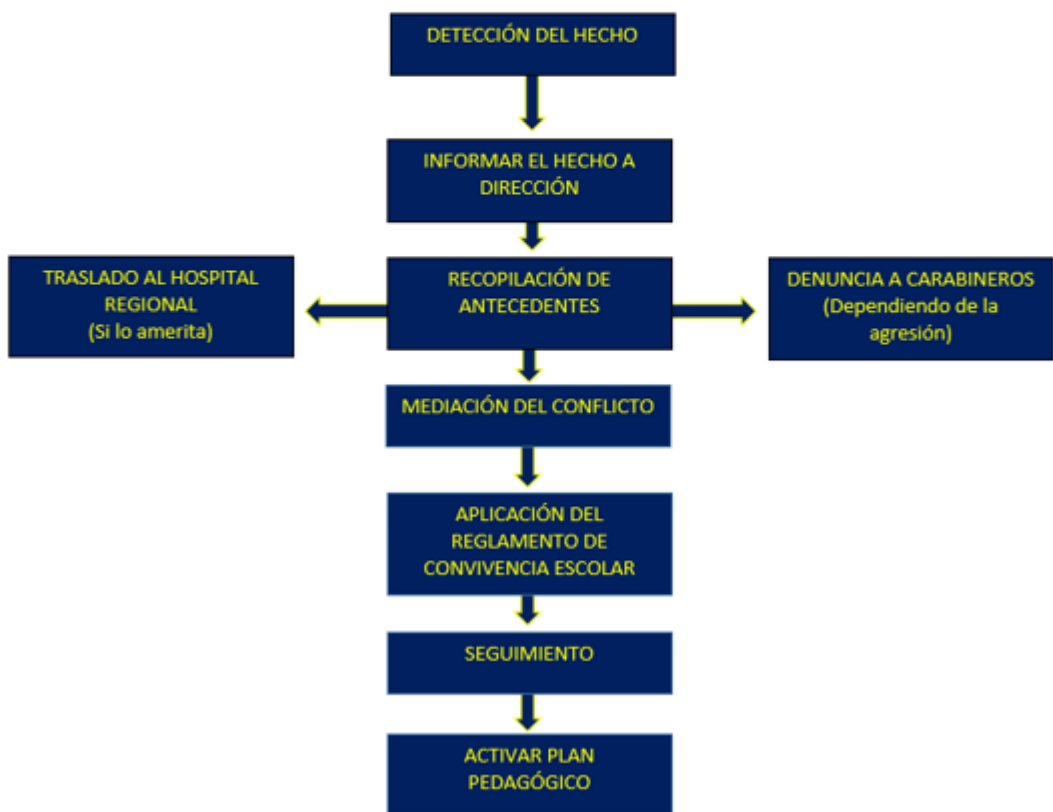 DETECCIÓN DEL HECHO
INFORMAR EL HECHO A
DIRECCIÓN
TRASLADO AL HOSPITAL
REGIONAL
(Si lo amerita)
RECOPILACIÓN DE
ANTECEDENTES
DENUNCIA A CARABINEROS
(Dependiendo de la
agresión)
MEDIACIÓN DEL CONFLICTO
APLICACIÓN DEL
REGLAMENTO DE
CONVIVENCIA ESCOLAR
SEGUIMIENTO
ACTIVAR PLAN
PEDAGÓGICO